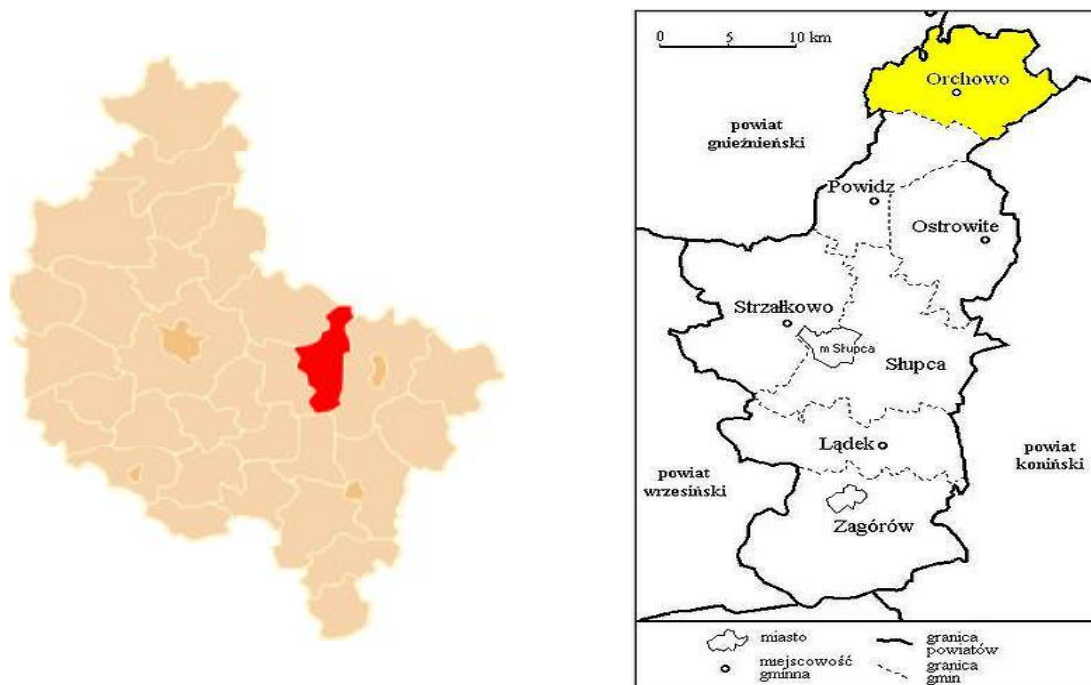 0 5 10 km
Orchowo
powiat
gnieźnieński
Powidz
Ostrowite
Strzałkowo
m Słupca
Słupca
Lądek
powiat
wrzesiński
powiat
koniński
Zagórów
miasto
granica
powiatów
miejscowość
gminna
granica
gmin